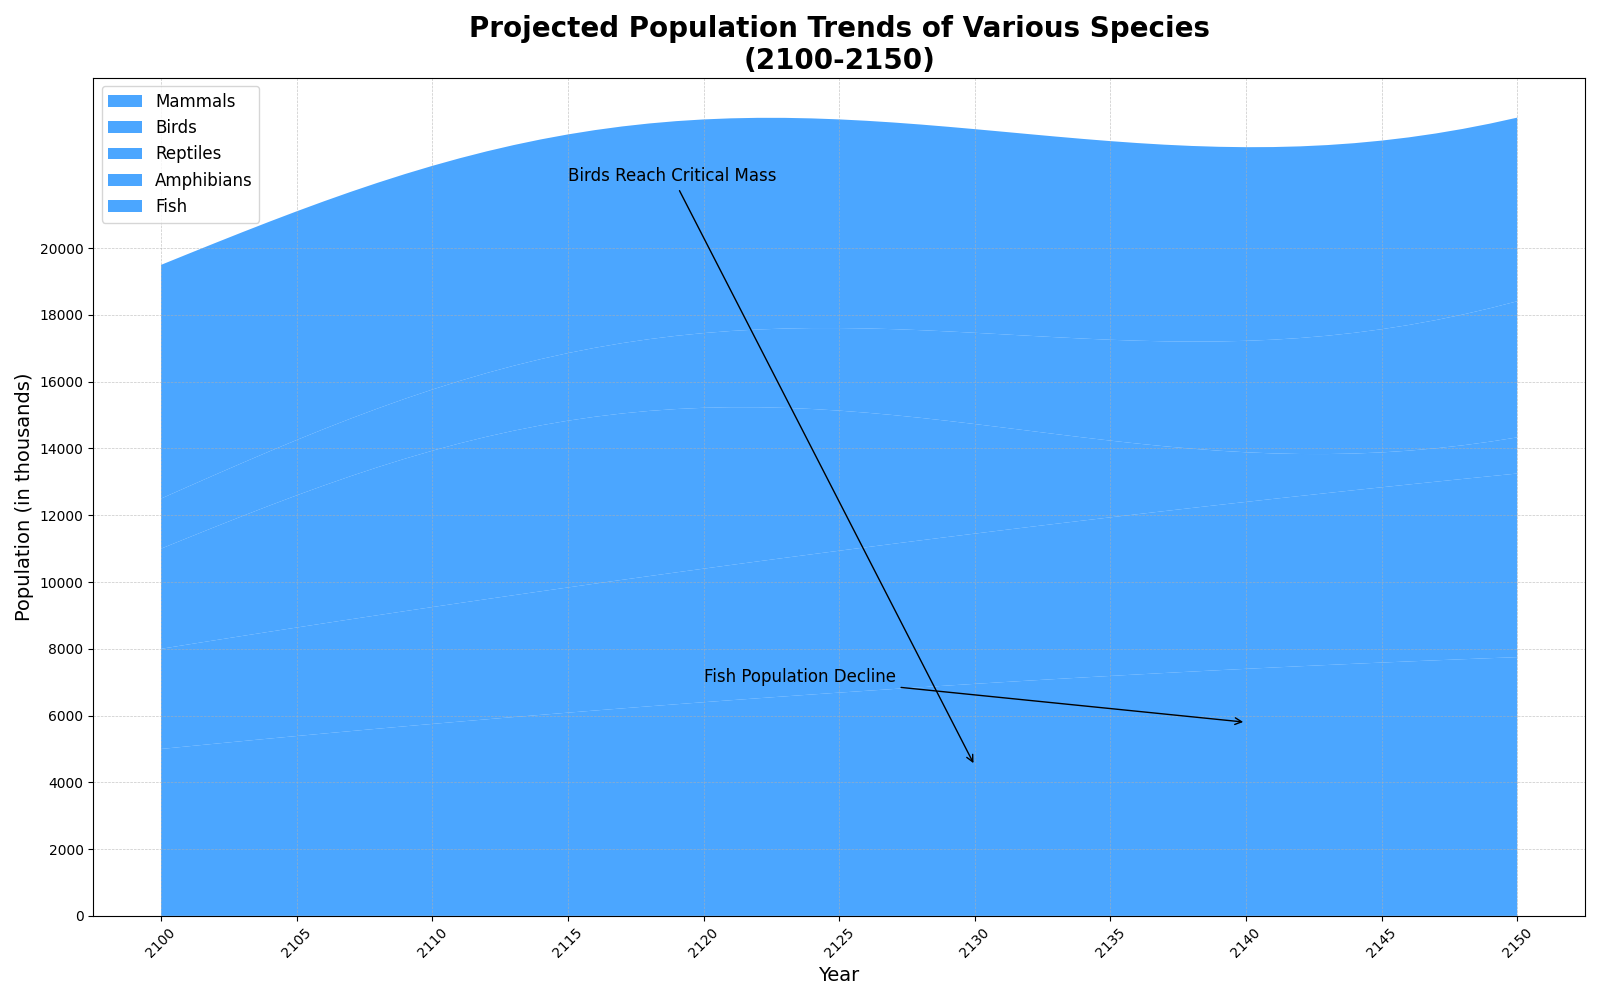 Projected Population Trends of Various Species
(2100-2150)
Mammals
Birds
Reptiles
Amphibians
Fish
Birds Reach Critical Mass
Fish Population Decline
Population (in thousands)
20000
18000
16000
14000
12000
10000
8000
6000
4000
2000
0
2100
2105
2110
2115
2120
2125
2130
2135
2140
2145
2150
Year